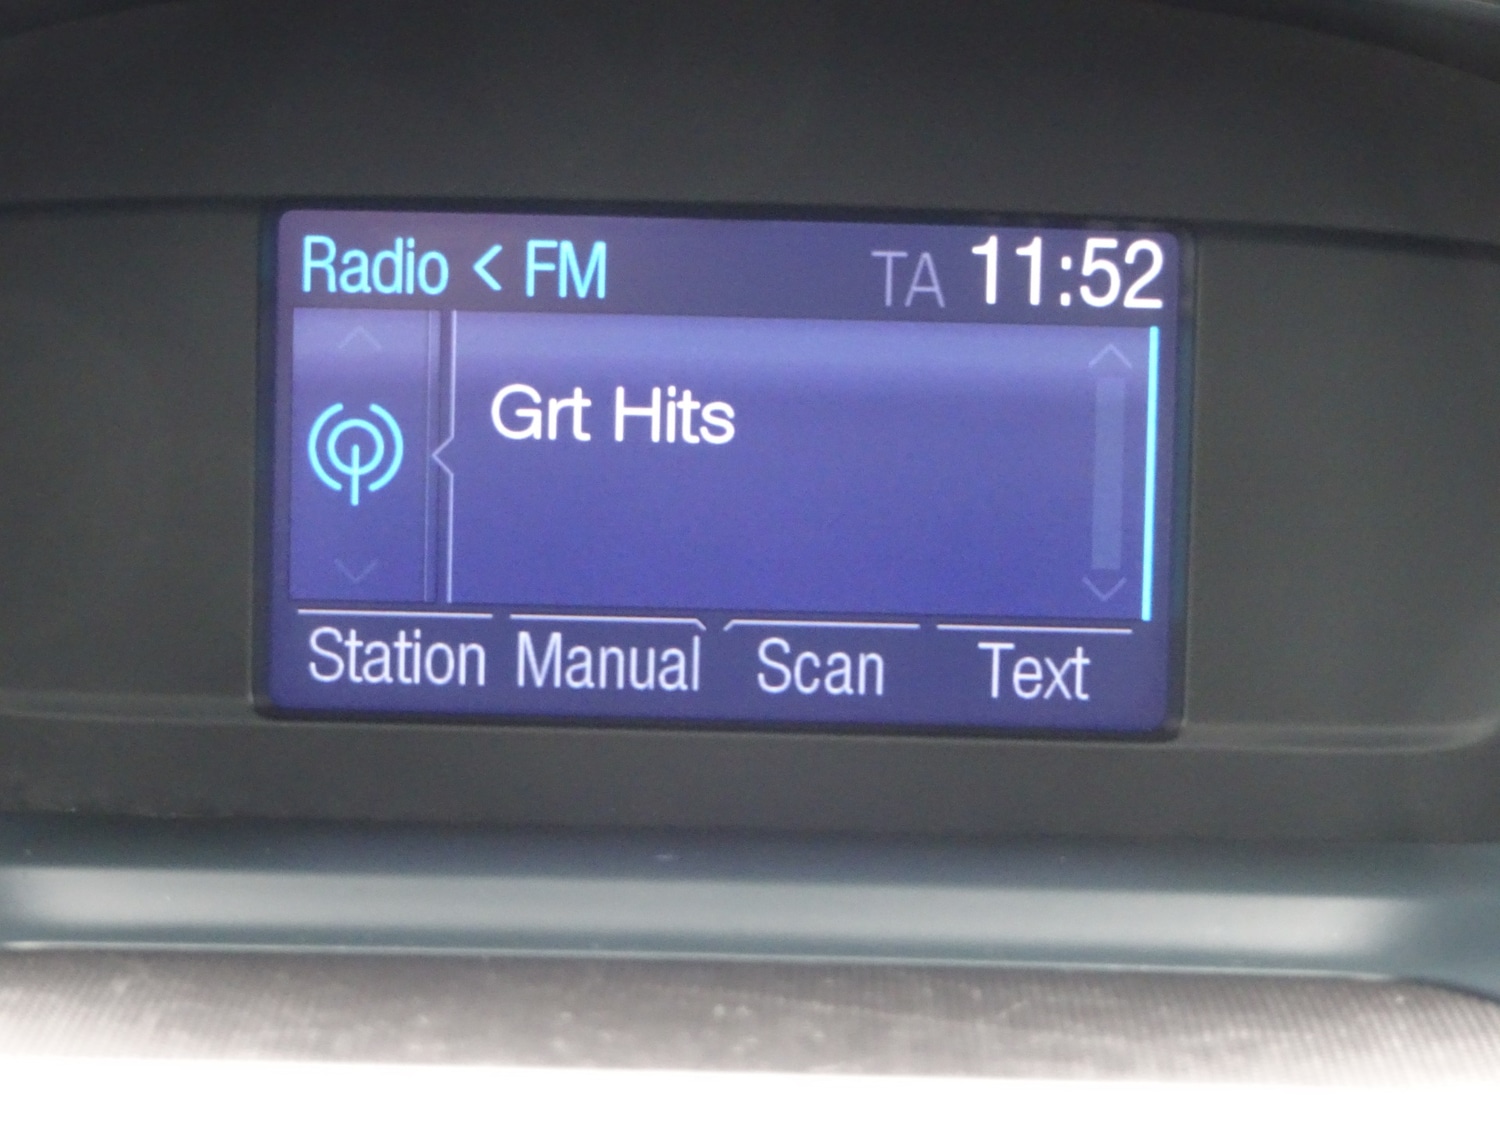 Radio < FM TA 11:52
Grt Hits
Station Manual Scan Text